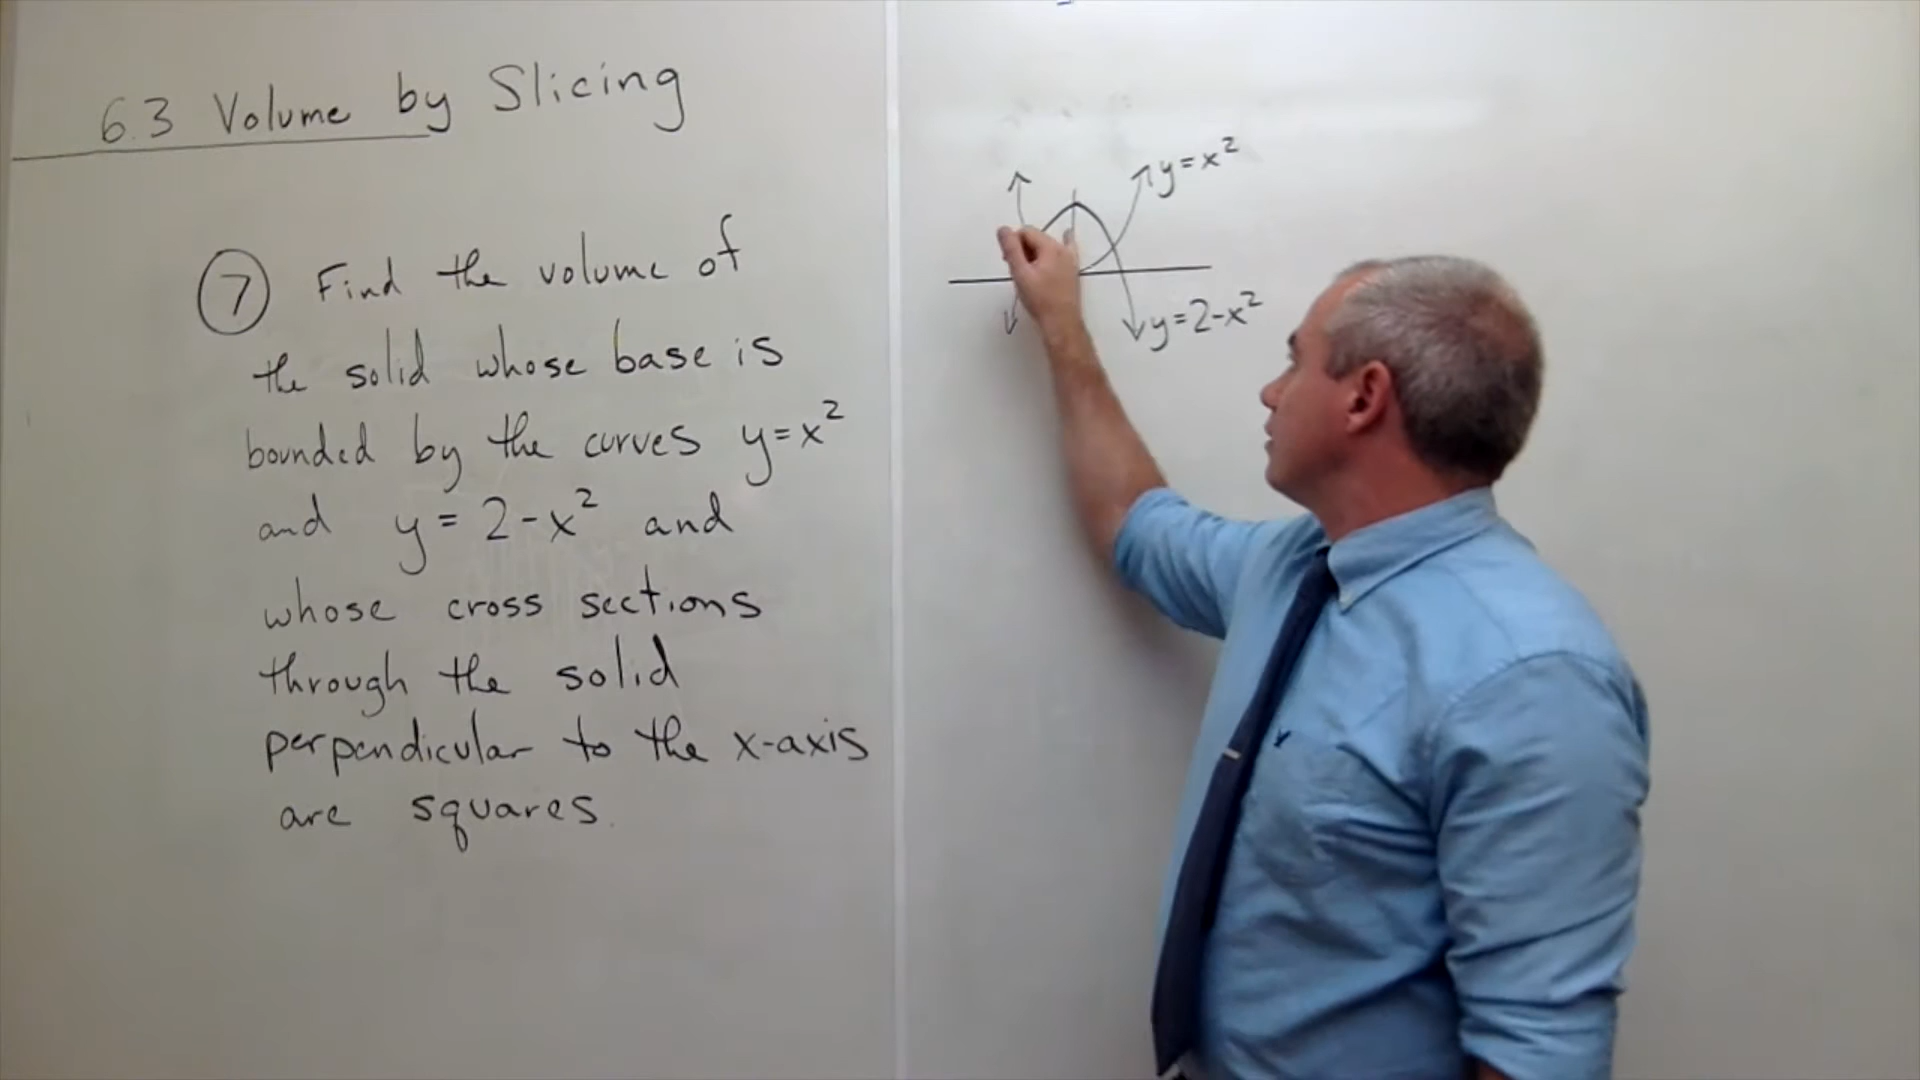 6.3 Volume by Slicing
7 Find the volume of
the solid whose base is
bounded by the curves y=x²
and y=2-x² and
whose cross sections
through the solid
perpendicular to the x-axis
are squares.
y=x²
y=2-x²